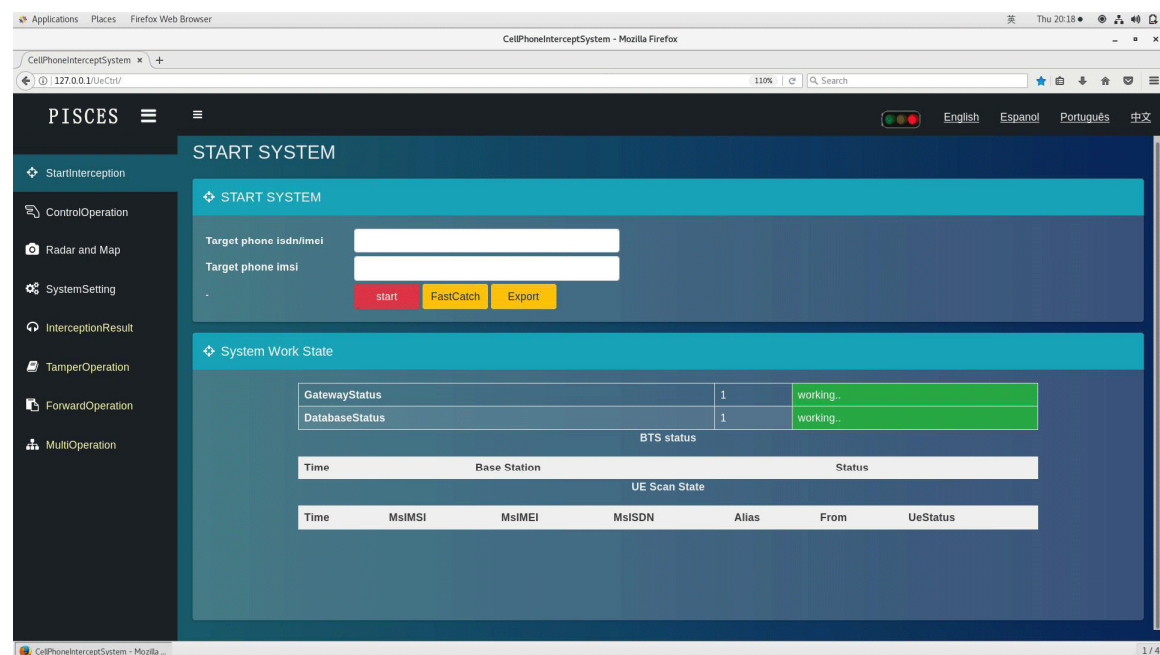 Applications Places Firefox Web Browser 英 Thu 20:18
CellPhoneInterceptSystem - Mozilla Firefox
CellPhoneInterceptSystem × +
127.0.0.1/UeCtrl/ 110% Search
PISCES English Espanol Português 中文
START SYSTEM
StartInterception
START SYSTEM
ControlOperation
Target phone isdn/imei
Radar and Map
Target phone imsi
SystemSetting
- start FastCatch Export
InterceptionResult
System Work State
TamperOperation
GatewayStatus 1 working..
ForwardOperation
DatabaseStatus 1 working..
BTS status
MultiOperation
Time Base Station Status
UE Scan State
Time MsIMSI MsIMEI MsISDN Alias From UeStatus
CellPhoneInterceptSystem - Mozilla ... 1 / 4